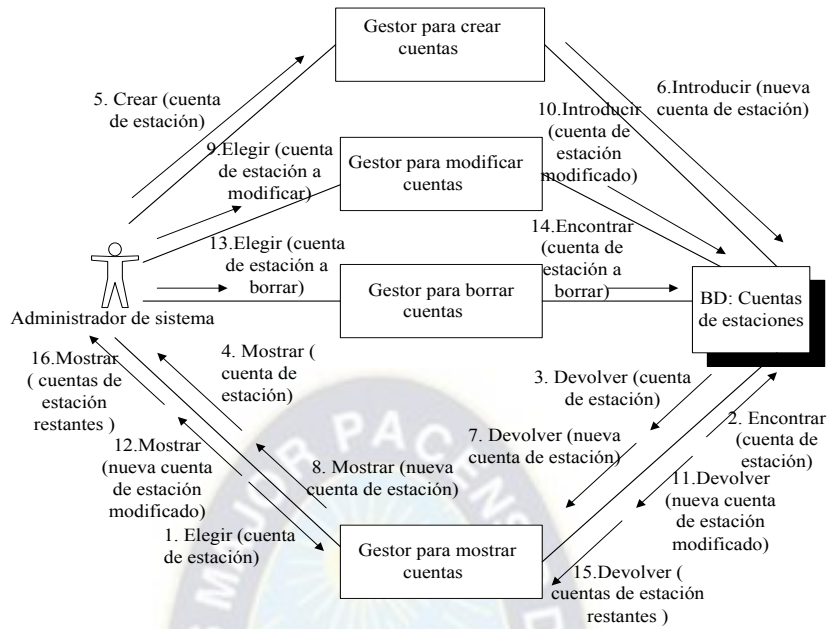 Gestor para crear
cuentas
5. Crear (cuenta
de estación)
6.Introducir (nueva
cuenta de estación)
10.Introducir
(cuenta de
estación
modificado)
9.Elegir (cuenta
de estación a
modificar)
Gestor para modificar
cuentas
13.Elegir (cuenta
de estación a
borrar)
14.Encontrar
(cuenta de
estación a
borrar)
Gestor para borrar
cuentas
BD: Cuentas
de estaciones
Administrador de sistema
16.Mostrar
( cuentas de
estación
restantes )
4. Mostrar (
cuenta de
estación)
3. Devolver (cuenta
de estación)
2. Encontrar
(cuenta de
estación)
12.Mostrar
(nueva cuenta
de estación
modificado)
8. Mostrar (nueva
cuenta de estación)
7. Devolver (nueva
cuenta de estación)
11.Devolver
(nueva cuenta
de estación
modificado)
1. Elegir (cuenta
de estación)
Gestor para mostrar
cuentas
15.Devolver (
cuentas de estación
restantes )
MAJOR PACENS